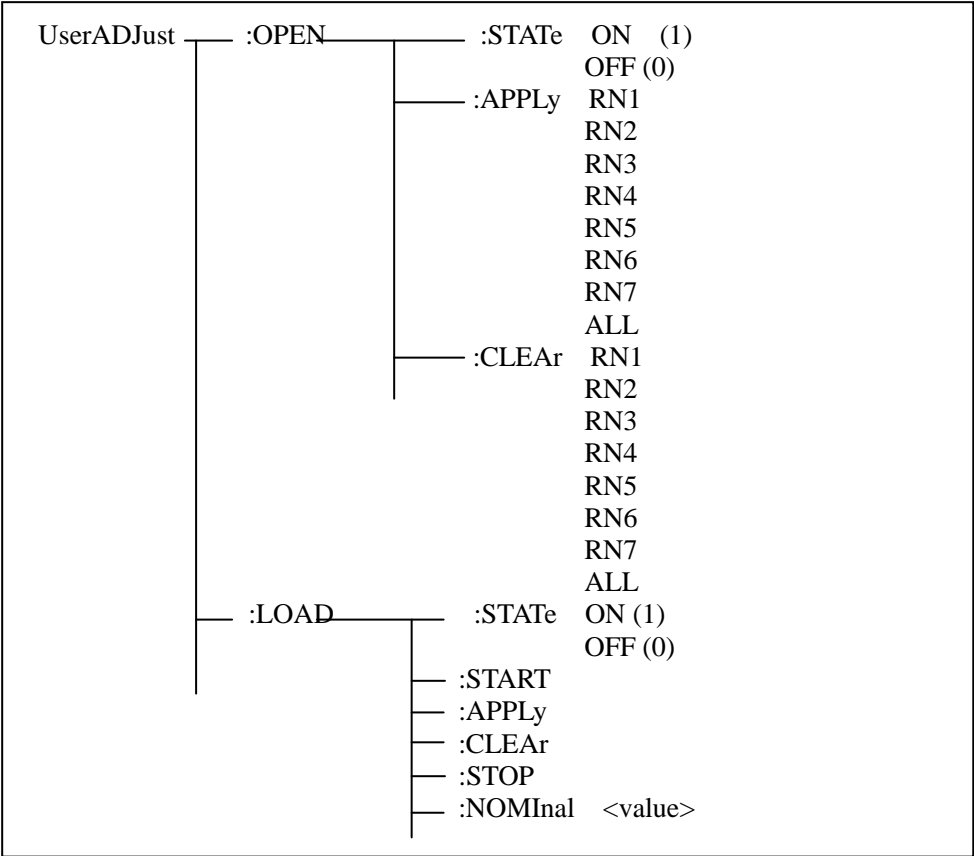 UserADJust :OPEN :STATe ON (1)
OFF (0)
:APPLy RN1
RN2
RN3
RN4
RN5
RN6
RN7
ALL
:CLEAr RN1
RN2
RN3
RN4
RN5
RN6
RN7
ALL
:LOAD :STATe ON (1)
OFF (0)
:START
:APPLy
:CLEAr
:STOP
:NOMInal <value>